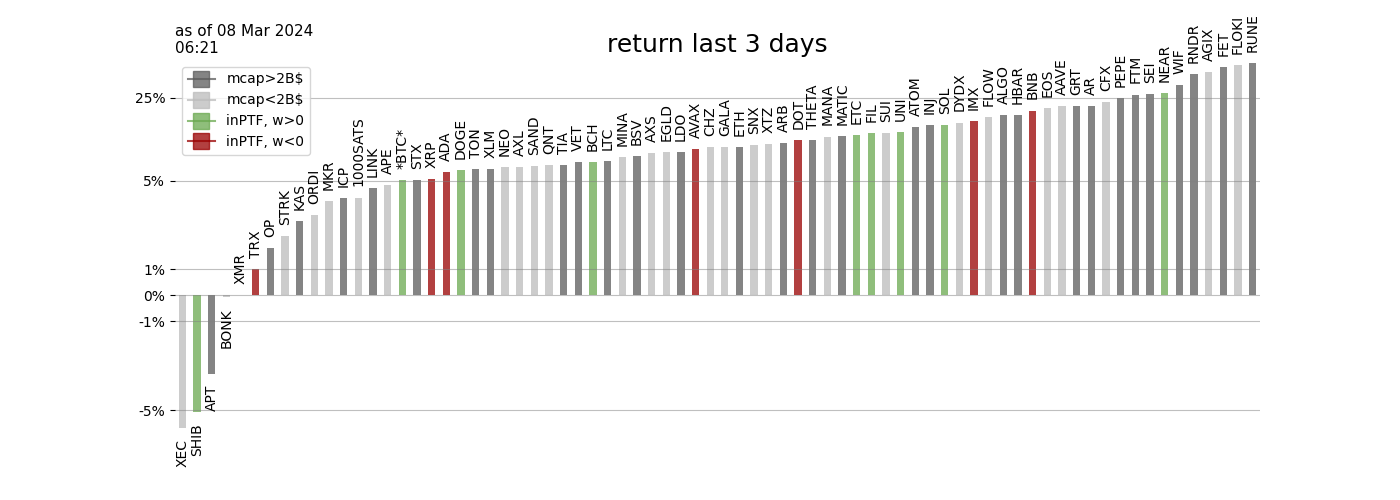 as of 08 Mar 2024
06:21
return last 3 days
mcap>2B$
mcap<2B$
inPTF, w>0
inPTF, w<0
25%
5%
1%
0%
-1%
-5%
XEC
SHIB
APT
BONK
XMR
TRX
OP
STRK
KAS
ORDI
MKR
ICP
1000SATS
LINK
APE
*BTC*
STX
XRP
ADA
DOGE
TON
XLM
NEO
AXL
SAND
QNT
TIA
VET
BCH
LTC
MINA
BSV
AXS
EGLD
LDO
AVAX
CHZ
GALA
ETH
SNX
XTZ
ARB
DOT
THETA
MANA
MATIC
ETC
FIL
SUI
UNI
ATOM
INJ
SOL
DYDX
IMX
FLOW
ALGO
HBAR
BNB
EOS
AAVE
GRT
AR
CFX
PEPE
FTM
SEI
NEAR
WIF
RNDR
AGIX
FET
FLOKI
RUNE